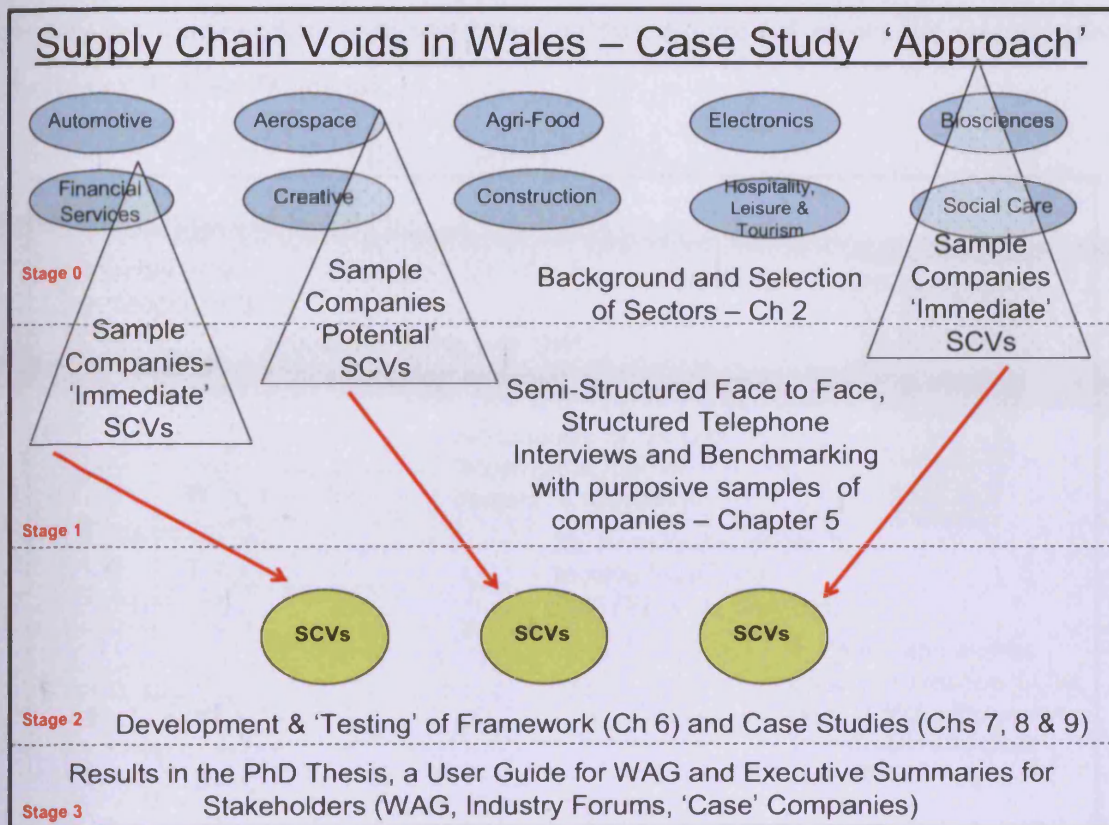 Supply Chain Voids in Wales – Case Study ‘Approach’
Automotive
Aerospace
Agri-Food
Electronics
Biosciences
Financial
Services
Creative
Construction
Hospitality,
Leisure &
Tourism
Social Care
Stage 0
Sample
Companies-
‘Immediate’
SCVs
Sample
Companies
‘Potential’
SCVs
Background and Selection
of Sectors – Ch 2
Sample
Companies
‘Immediate’
SCVs
Semi-Structured Face to Face,
Structured Telephone
Interviews and Benchmarking
with purposive samples of
companies – Chapter 5
Stage 1
SCVs
SCVs
SCVs
Stage 2
Development & ‘Testing’ of Framework (Ch 6) and Case Studies (Chs 7, 8 & 9)
Results in the PhD Thesis, a User Guide for WAG and Executive Summaries for
Stakeholders (WAG, Industry Forums, ‘Case’ Companies)
Stage 3